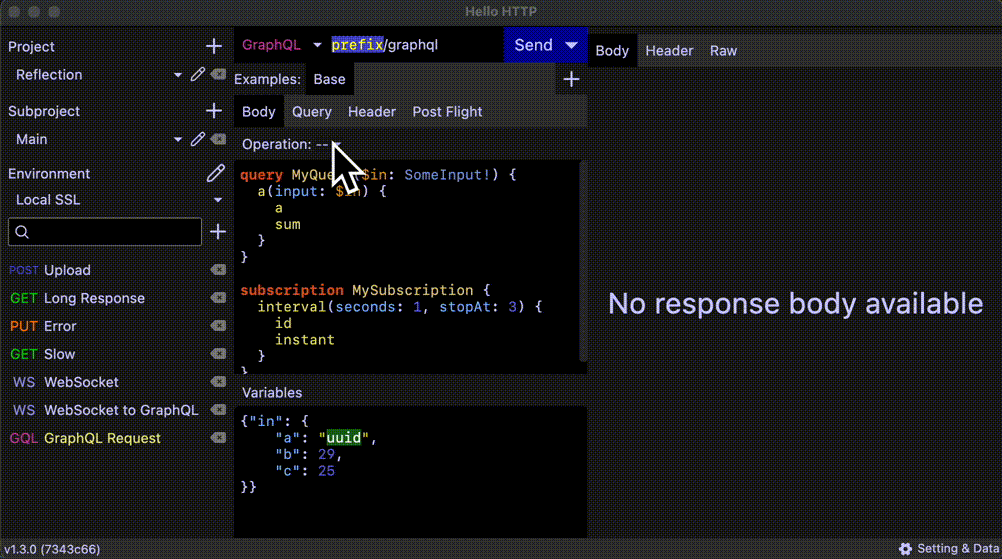 Hello HTTP
Project
Reflection
Subproject
Main
Environment
Local SSL
POST Upload
GET Long Response
PUT Error
GET Slow
WS WebSocket
WS WebSocket to GraphQL
GQL GraphQL Request
GraphQL prefix/graphql Send
Examples: Base
Body Query Header Post Flight
Operation: --
query ($in: SomeInput!) {
a(input: ) {
a
sum
}
}
subscription MySubscription {
interval(seconds: 1, stopAt: 3) {
id
instant
}
}
Variables
{"in": {
"a": "uuid",
"b": 29,
"c": 25
}}
Body Header Raw
No response body available
v1.3.0 (7343c66)
Setting & Data